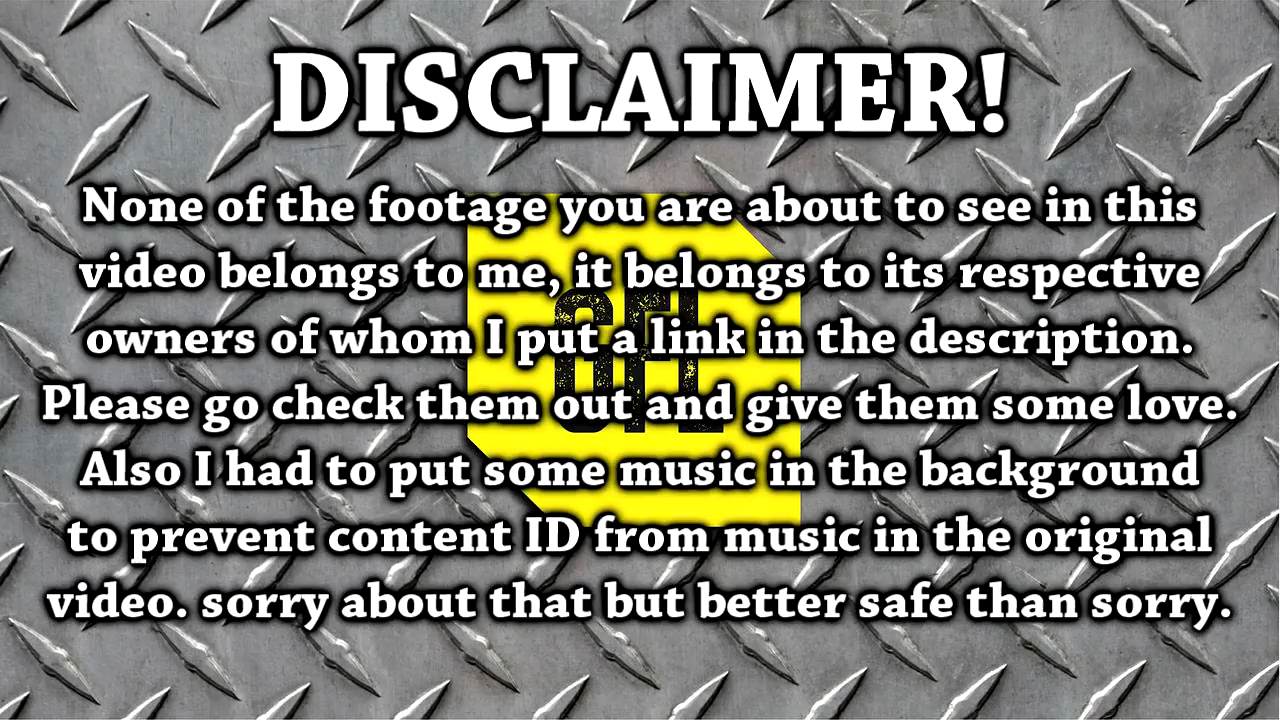 DISCLAIMER!
None of the footage you are about to see in this
video belongs to me, it belongs to its respective
owners of whom I put a link in the description.
Please go check them out and give them some love.
Also I had to put some music in the background
to prevent content ID from music in the original
video. sorry about that but better safe than sorry.
GFL